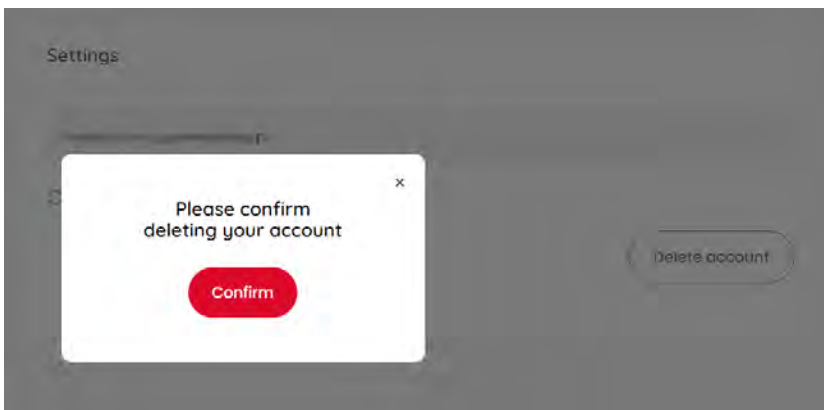 Settings
×
Please confirm
deleting your account
Confirm
Delete account